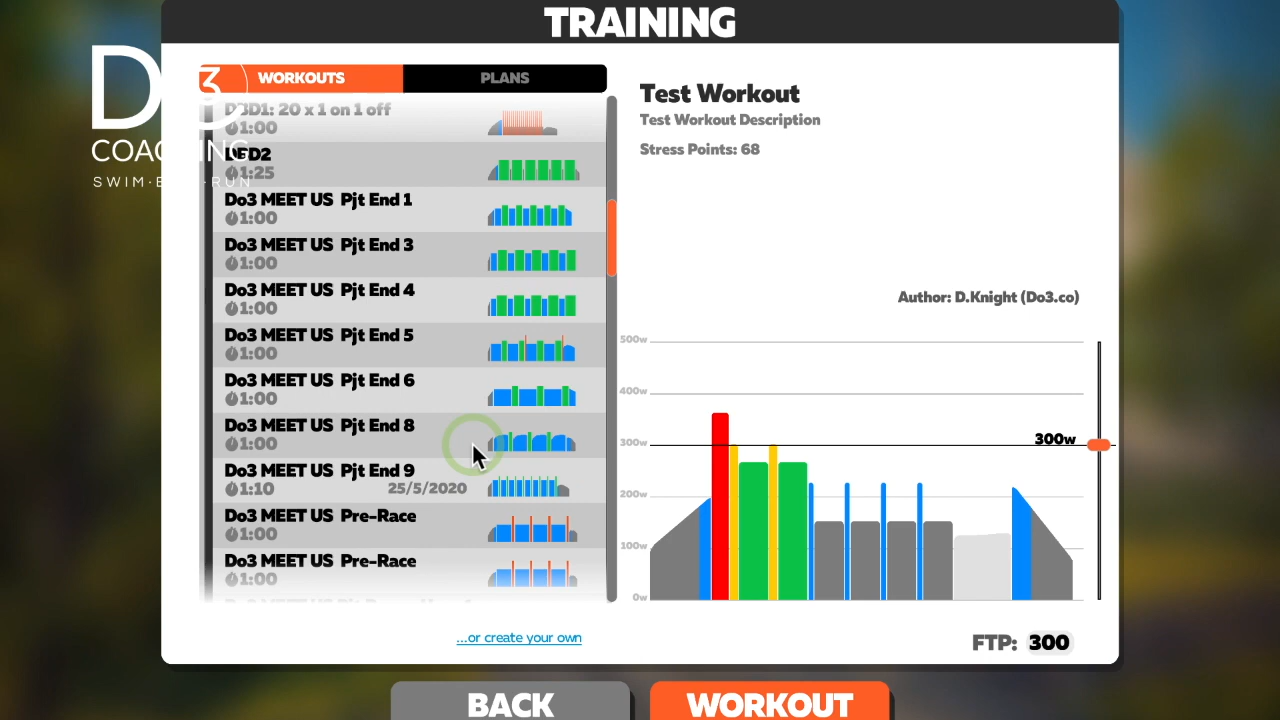 TRAINING
WORKOUTS
PLANS
Do3
COACHING
SWIM·BIKE·RUN
D3D1: 20 x 1 on 1 off
1:00
1:25
Do3 MEET US Pjt End 1
1:00
Do3 MEET US Pjt End 3
1:00
Do3 MEET US Pjt End 4
1:00
Do3 MEET US Pjt End 5
1:00
Do3 MEET US Pjt End 6
1:00
Do3 MEET US Pjt End 8
1:00
Do3 MEET US Pjt End 9
1:10 25/5/2020
Do3 MEET US Pre-Race
1:00
Do3 MEET US Pre-Race
1:00
...or create your own
Test Workout
Test Workout Description
Stress Points: 68
Author: D.Knight (Do3.co)
500w
400w
300w
200w
100w
0w
300w
FTP: 300
BACK
WORKOUT